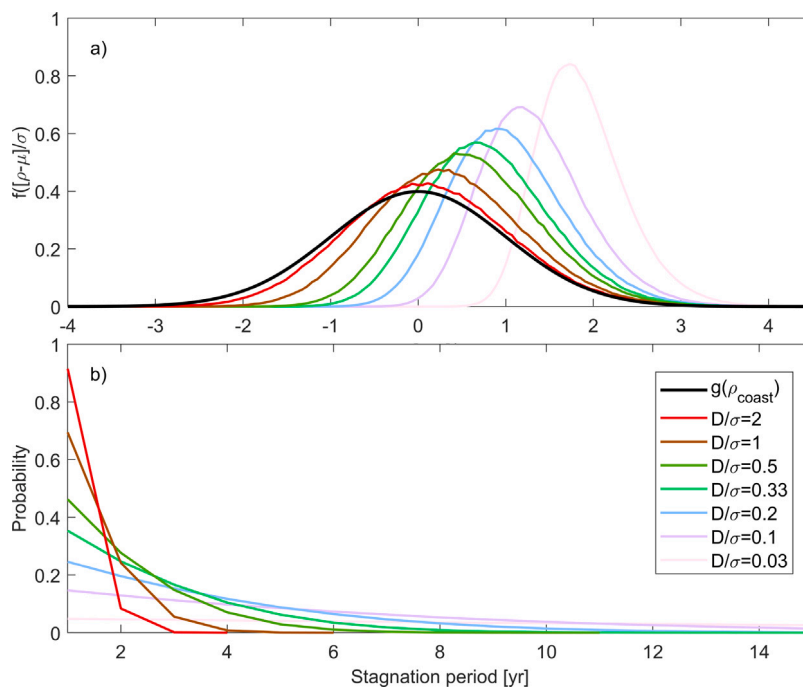 a)
f([ρ-μ]/σ)
1
0.8
0.6
0.4
0.2
0
-4 -3 -2 -1 0 1 2 3 4
b)
Probability
1
0.8
0.6
0.4
0.2
0
2 4 6 8 10 12 14
Stagnation period [yr]
g(ρcoast)
D/σ=2
D/σ=1
D/σ=0.5
D/σ=0.33
D/σ=0.2
D/σ=0.1
D/σ=0.03